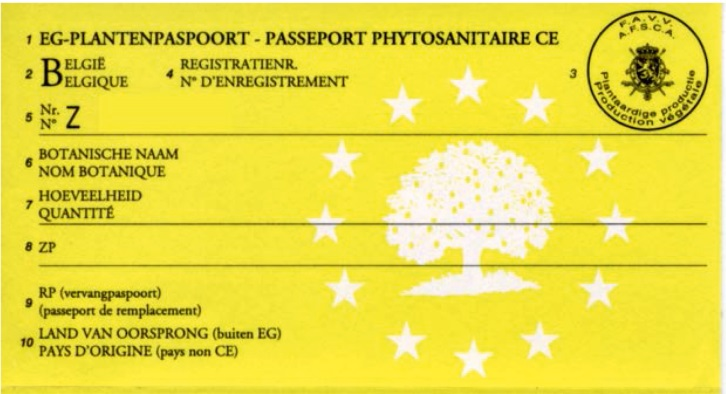 1 EG-PLANTENPASPOORT - PASSEPORT PHYTOSANITAIRE CE
2 BELGIË
BELGIQUE
4 REGISTRATIENR.
N° D'ENREGISTREMENT
3
F.A.V.V.
A.F.S.C.A.
Plantaardige productie
Production végétale
5 Nr.
N° Z
6 BOTANISCHE NAAM
NOM BOTANIQUE
7 HOEVEELHEID
QUANTITÉ
8 ZP
9 RP (vervangpaspoort)
(passeport de remplacement)
10 LAND VAN OORSPRONG (buiten EG)
PAYS D'ORIGINE (pays non CE)